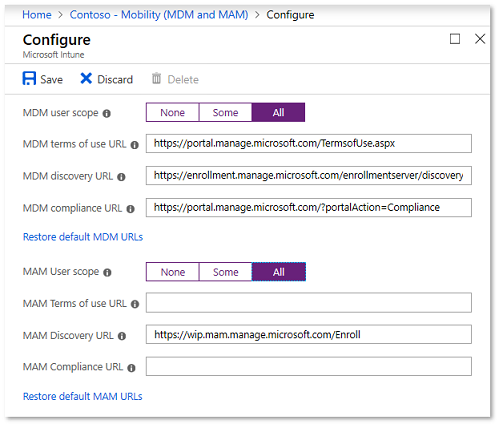 Home > Contoso - Mobility (MDM and MAM) > Configure
Configure
Microsoft Intune
Save Discard Delete
MDM user scope None Some All
MDM terms of use URL https://portal.manage.microsoft.com/TermsofUse.aspx
MDM discovery URL https://enrollment.manage.microsoft.com/enrollmentserver/discovery
MDM compliance URL https://portal.manage.microsoft.com/?portalAction=Compliance
Restore default MDM URLs
MAM User scope None Some All
MAM Terms of use URL
MAM Discovery URL https://wip.mam.manage.microsoft.com/Enroll
MAM Compliance URL
Restore default MAM URLs